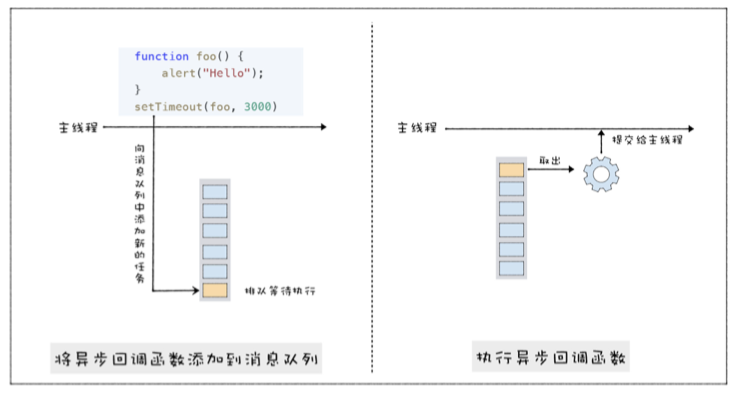 function foo() {
alert("Hello");
}
setTimeout(foo, 3000)
主线程
向消息队列中添加新的任务
排队等待执行
将异步回调函数添加到消息队列
主线程
提交给主线程
取出
执行异步回调函数